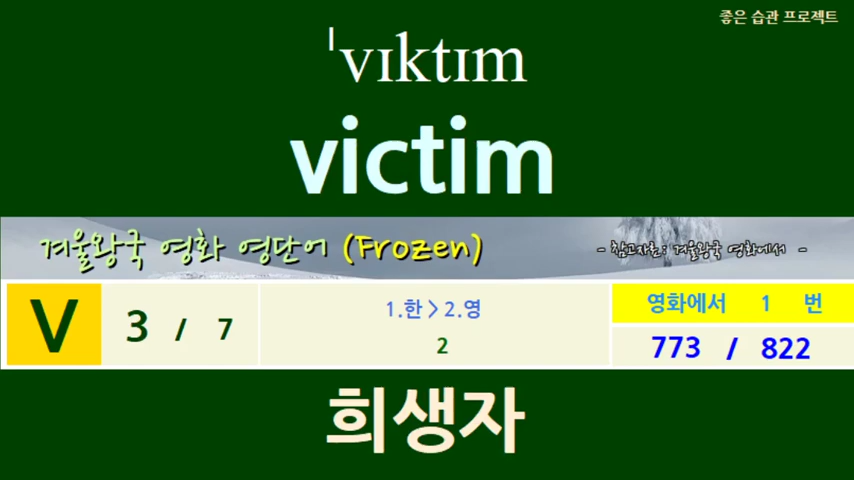 좋은 습관 프로젝트
ˈvɪktɪm
victim
겨울왕국 영화 영단어 (Frozen)
- 참고자료: 겨울왕국 영화에서 -
V
3 / 7
1.한 > 2.영
2
영화에서 1 번
773 / 822
희생자